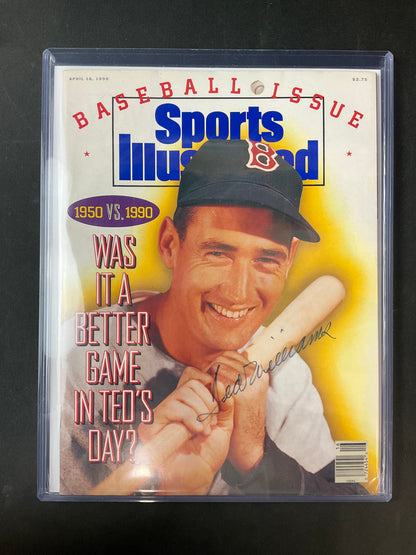 APRIL 16, 1990
$2.75
BASEBALL ISSUE
Sports
Illustrated
B
1950 VS. 1990
WAS
IT A
BETTER
GAME
IN TED'S
DAY?
Ted Williams